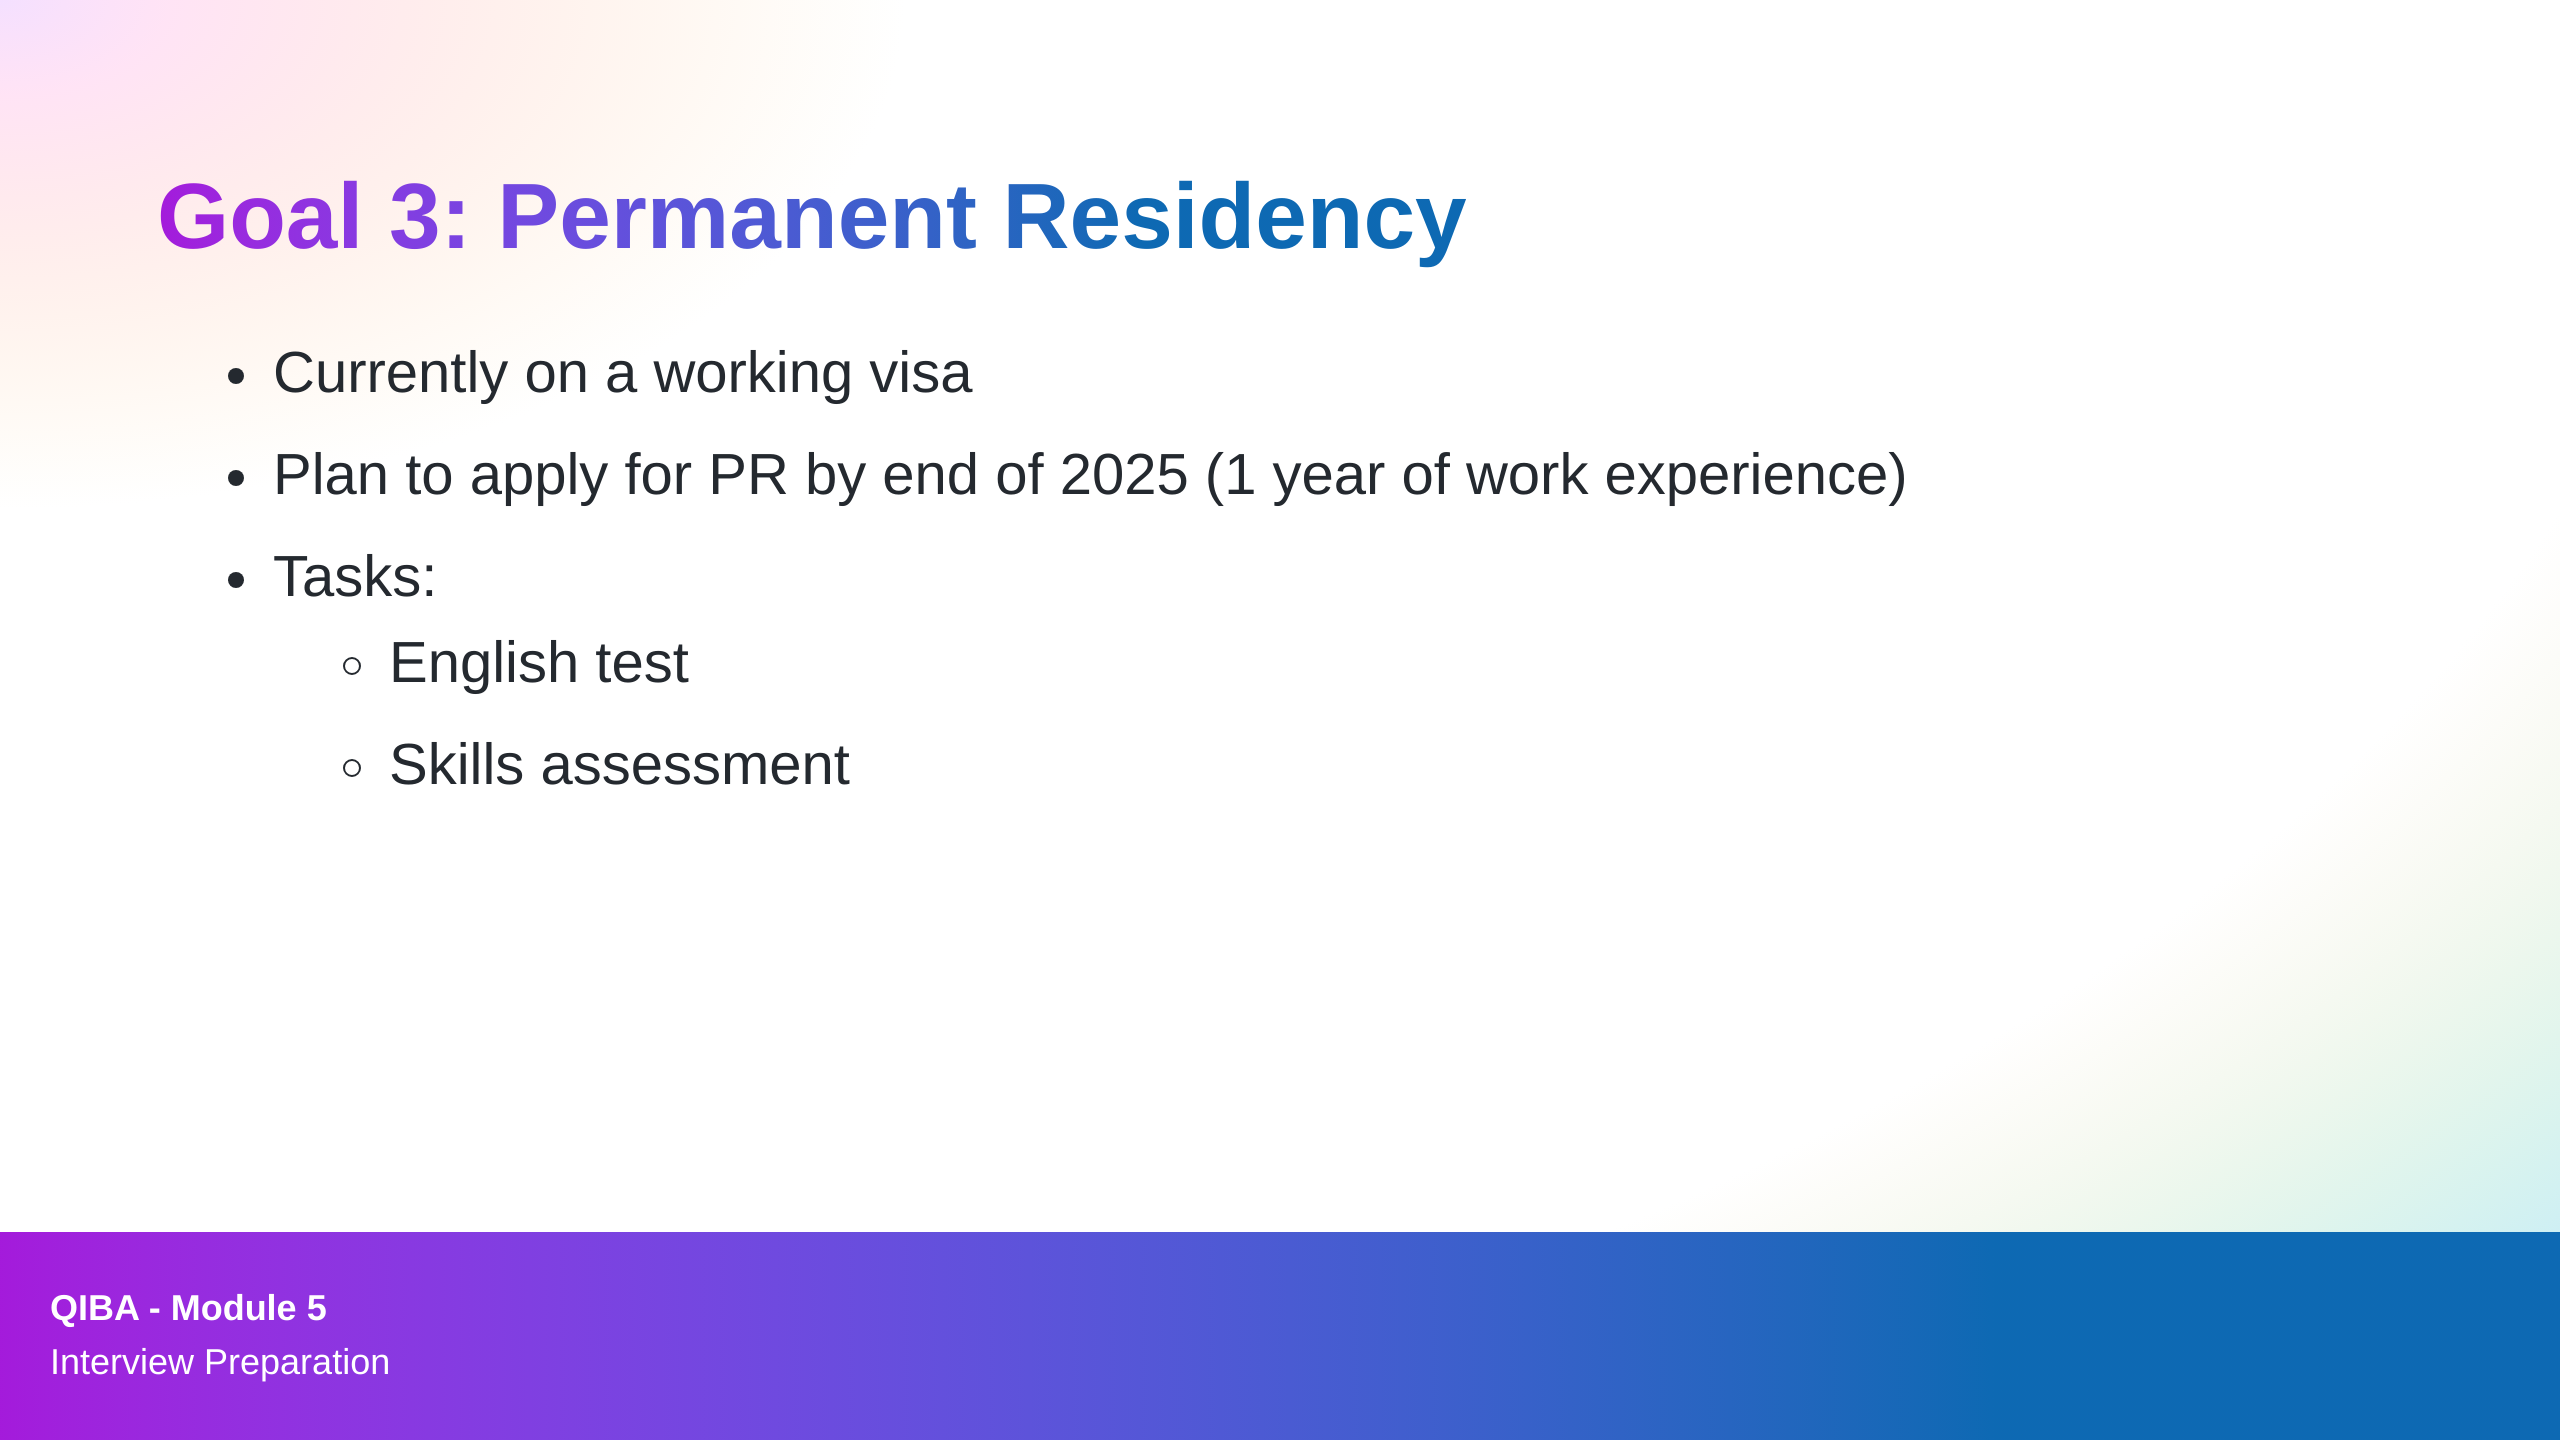 Goal 3: Permanent Residency
• Currently on a working visa
• Plan to apply for PR by end of 2025 (1 year of work experience)
• Tasks:
○ English test
○ Skills assessment
QIBA - Module 5
Interview Preparation